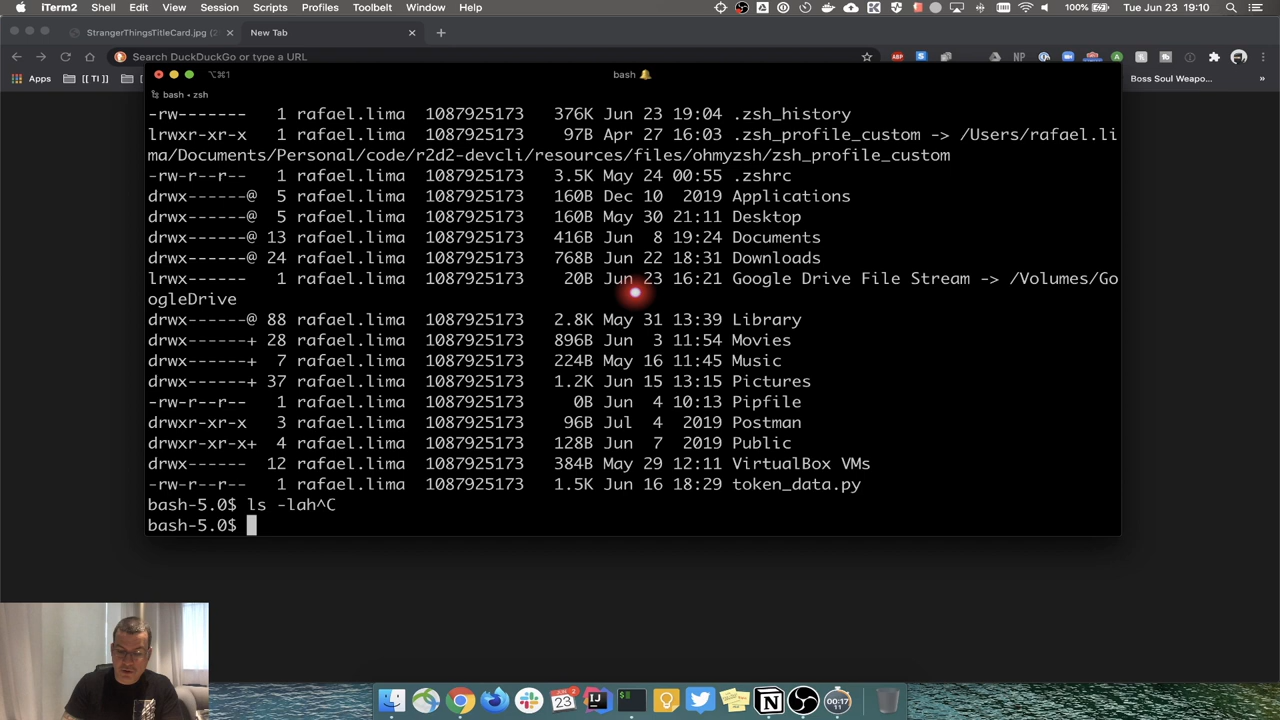 iTerm2 Shell Edit View Session Scripts Profiles Toolbelt Window Help 100% Tue Jun 23 19:10
StrangerThingsTitleCard.jpg (2
New Tab
Search DuckDuckGo or type a URL
ABP S NP A
Apps [[ TI ]] Boss Soul Weapo... »
⌥⌘1 bash 🔔
bash • zsh
-rw------- 1 rafael.lima 1087925173 376K Jun 23 19:04 .zsh_history
lrwxr-xr-x 1 rafael.lima 1087925173 97B Apr 27 16:03 .zsh_profile_custom -> /Users/rafael.li
ma/Documents/Personal/code/r2d2-devcli/resources/files/ohmyzsh/zsh_profile_custom
-rw-r--r-- 1 rafael.lima 1087925173 3.5K May 24 00:55 .zshrc
drwx------@ 5 rafael.lima 1087925173 160B Dec 10 2019 Applications
drwx------@ 5 rafael.lima 1087925173 160B May 30 21:11 Desktop
drwx------@ 13 rafael.lima 1087925173 416B Jun 8 19:24 Documents
drwx------@ 24 rafael.lima 1087925173 768B Jun 22 18:31 Downloads
lrwx------ 1 rafael.lima 1087925173 20B Jun 23 16:21 Google Drive File Stream -> /Volumes/Go
ogleDrive
drwx------@ 88 rafael.lima 1087925173 2.8K May 31 13:39 Library
drwx------+ 28 rafael.lima 1087925173 896B Jun 3 11:54 Movies
drwx------+ 7 rafael.lima 1087925173 224B May 16 11:45 Music
drwx------+ 37 rafael.lima 1087925173 1.2K Jun 15 13:15 Pictures
-rw-r--r-- 1 rafael.lima 1087925173 0B Jun 4 10:13 Pipfile
drwxr-xr-x 3 rafael.lima 1087925173 96B Jul 4 2019 Postman
drwxr-xr-x+ 4 rafael.lima 1087925173 128B Jun 7 2019 Public
drwx------ 12 rafael.lima 1087925173 384B May 29 12:11 VirtualBox VMs
-rw-r--r-- 1 rafael.lima 1087925173 1.5K Jun 16 18:29 token_data.py
bash-5.0$ ls -lah^C
bash-5.0$
JUN 23 2 IJ $ 00:17